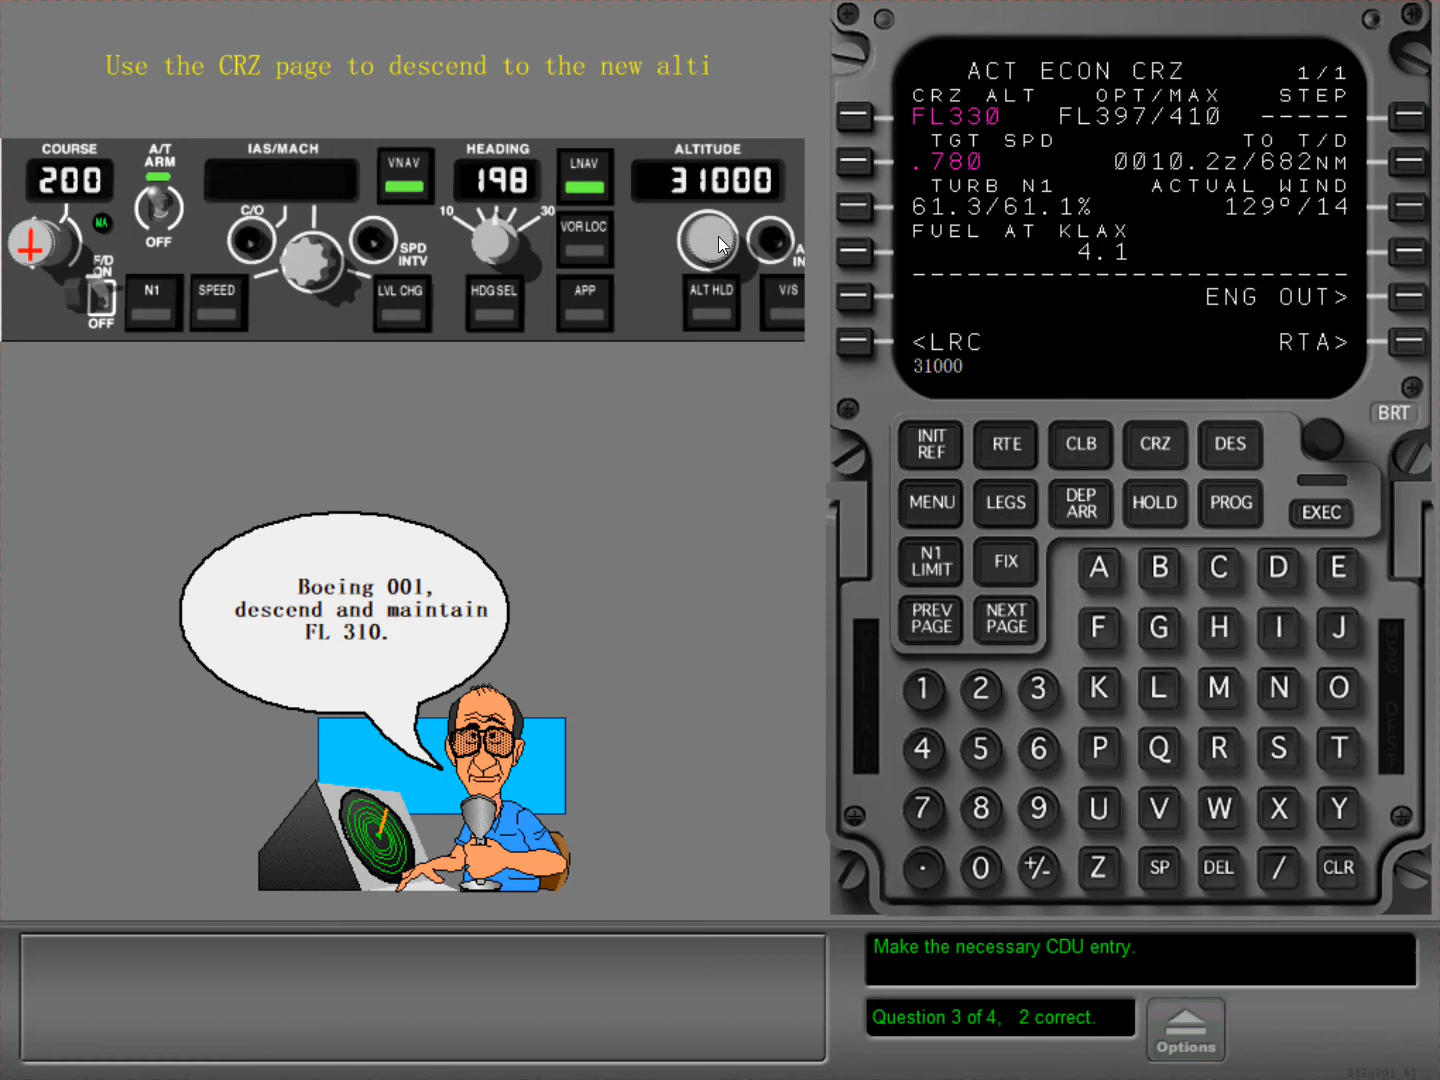 Use the CRZ page to descend to the new alti
COURSE
A/T
ARM
IAS/MACH
VNAV
HEADING
LNAV
ALTITUDE
200
198
31000
MA
C/O
10
30
VOR LOC
OFF
SPD
INTV
F/D
ON
OFF
N1
SPEED
LVL CHG
HDG SEL
APP
ALT HLD
V/S
A
IN
ACT ECON CRZ 1/1
CRZ ALT OPT/MAX STEP
FL330 FL397/410 -----
TGT SPD TO T/D
.780 0010.2z/682NM
TURB N1 ACTUAL WIND
61.3/61.1% 129°/14
FUEL AT KLAX
4.1
------------------------
ENG OUT>
<LRC RTA>
31000
BRT
INIT
REF
RTE
CLB
CRZ
DES
MENU
LEGS
DEP
ARR
HOLD
PROG
EXEC
N1
LIMIT
FIX
PREV
PAGE
NEXT
PAGE
A B C D E
F G H I J
1 2 3 K L M N O
4 5 6 P Q R S T
7 8 9 U V W X Y
. 0 +/- Z SP DEL / CLR
MSG OFST
Boeing 001,
descend and maintain
FL 310.
Make the necessary CDU entry.
Question 3 of 4, 2 correct.
Options